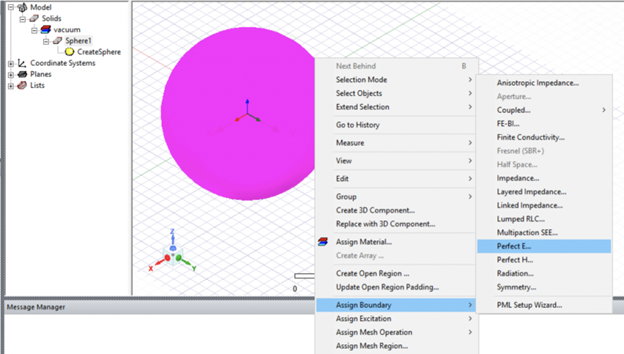 Model
Solids
vacuum
Sphere1
CreateSphere
Coordinate Systems
Planes
Lists
Z
X
Y
0
Message Manager
Next Behind B
Selection Mode
Select Objects
Extend Selection
Go to History
Measure
View
Edit
Group
Create 3D Component...
Replace with 3D Component...
Assign Material...
Create Array ...
Create Open Region ...
Update Open Region Padding...
Assign Boundary
Assign Excitation
Assign Mesh Operation
Assign Mesh Region...
Anisotropic Impedance...
Aperture...
Coupled...
FE-BI...
Finite Conductivity...
Fresnel (SBR+)
Half Space...
Impedance...
Layered Impedance...
Linked Impedance...
Lumped RLC...
Multipaction SEE...
Perfect E...
Perfect H...
Radiation...
Symmetry...
PML Setup Wizard...